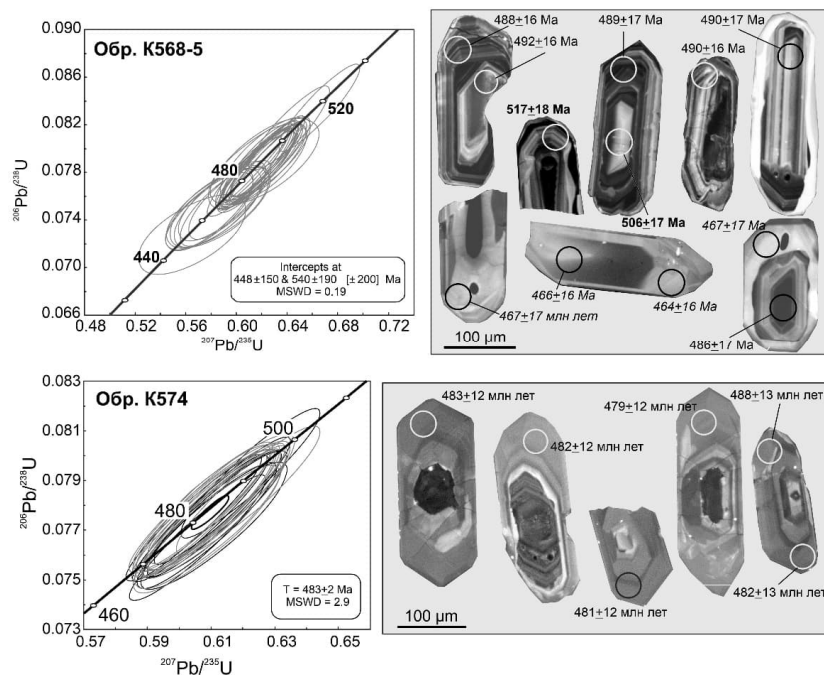 Обр. К568-5
0.090
0.086
0.082
0.078
0.074
0.070
0.066
206Pb/238U
520
480
440
Intercepts at
448±150 & 540±190 [±200] Ma
MSWD = 0.19
0.48 0.52 0.56 0.60 0.64 0.68 0.72
207Pb/235U
488±16 Ma
492±16 Ma
489±17 Ma
490±17 Ma
490±16 Ma
517±18 Ma
506±17 Ma
467±17 Ma
466±16 Ma
464±16 Ma
467±17 млн лет
486±17 Ma
100 µm
Обр. К574
0.083
0.081
0.079
0.077
0.075
0.073
206Pb/238U
500
480
460
T = 483±2 Ma
MSWD = 2.9
0.57 0.59 0.61 0.63 0.65
207Pb/235U
483±12 млн лет
482±12 млн лет
479±12 млн лет
488±13 млн лет
481±12 млн лет
482±13 млн лет
100 µm